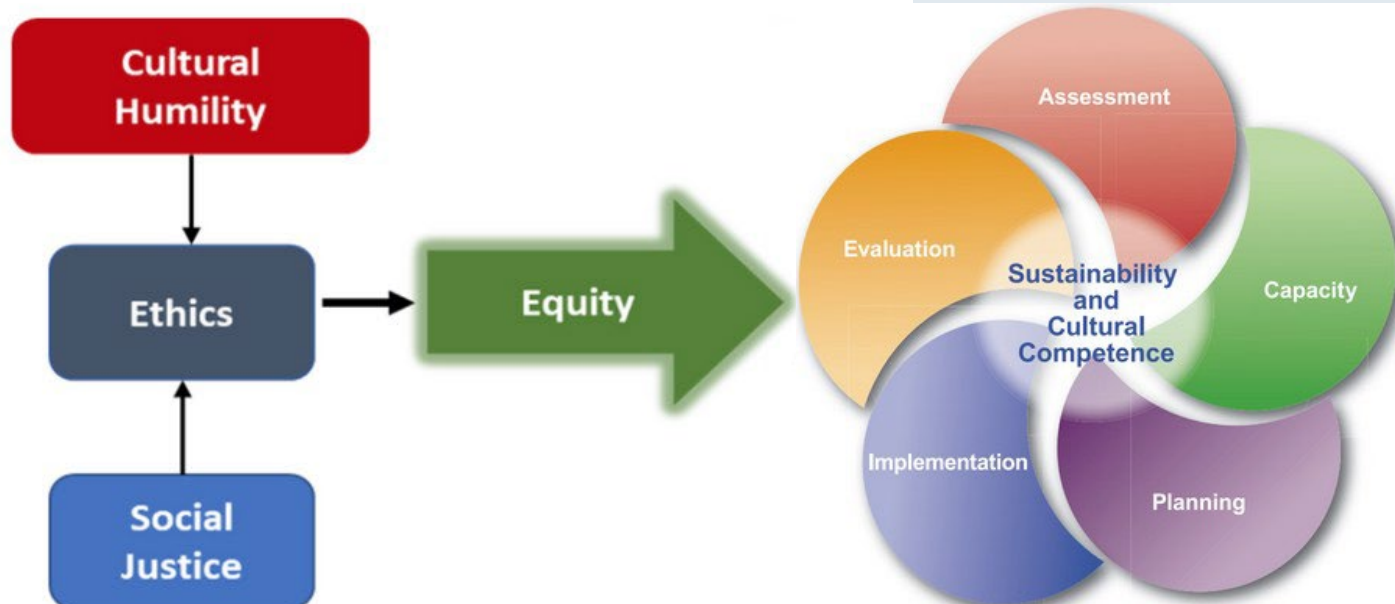 Cultural
Humility
Ethics
Social
Justice
Equity
Assessment
Evaluation
Capacity
Sustainability
and
Cultural
Competence
Implementation
Planning